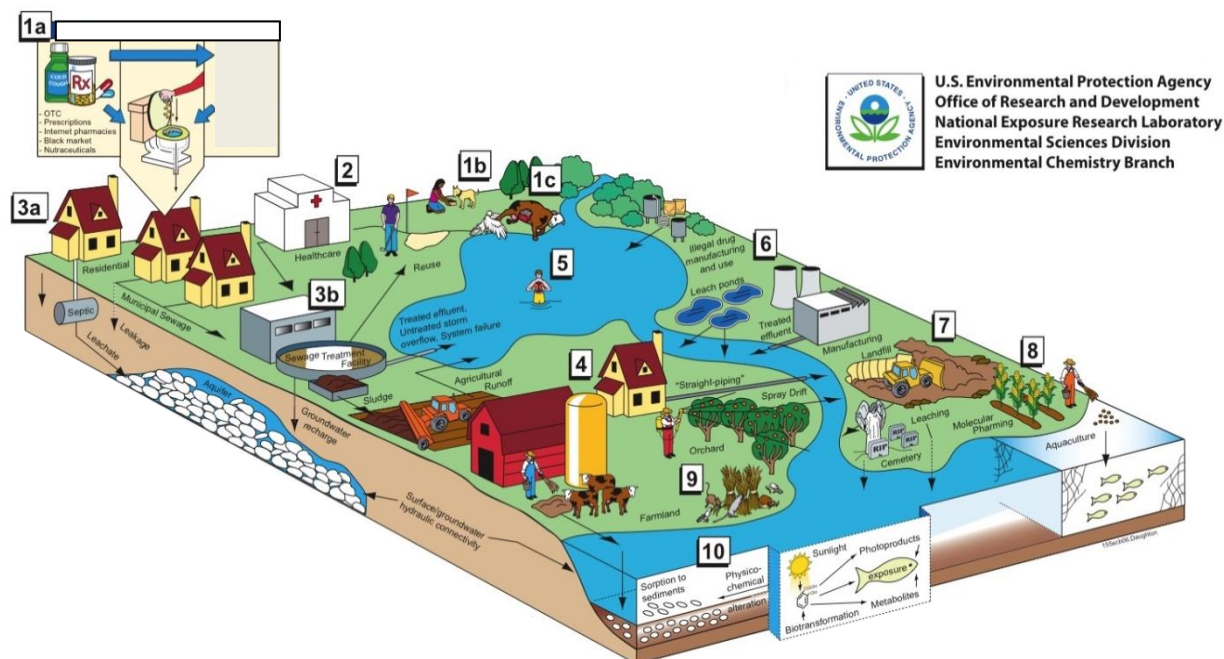 1a
COLD
COUGH
Rx
- OTC
- Prescriptions
- Internet pharmacies
- Black market
- Nutraceuticals
UNITED STATES
ENVIRONMENTAL PROTECTION AGENCY
U.S. Environmental Protection Agency
Office of Research and Development
National Exposure Research Laboratory
Environmental Sciences Division
Environmental Chemistry Branch
1b
1c
2
3a
Residential
Healthcare
Reuse
5
6
Illegal drug
manufacturing
and use
Leach ponds
Treated
effluent
Manufacturing
7
Landfill
8
Septic
Municipal Sewage
3b
Leachate
Leakage
Sewage Treatment
Facility
Treated effluent,
Untreated storm
overflow, System failure
Sludge
Agricultural
Runoff
4
"Straight-piping"
Spray Drift
Orchard
Leaching
Molecular
Pharming
RIP
RIP
RIP
Cemetery
Aquaculture
Aquifer
Groundwater
recharge
Surface/groundwater
hydraulic connectivity
9
Farmland
10
Sorption to
sediments
Physico-
chemical
alteration
Sunlight
Photoproducts
exposure
Metabolites
Biotransformation